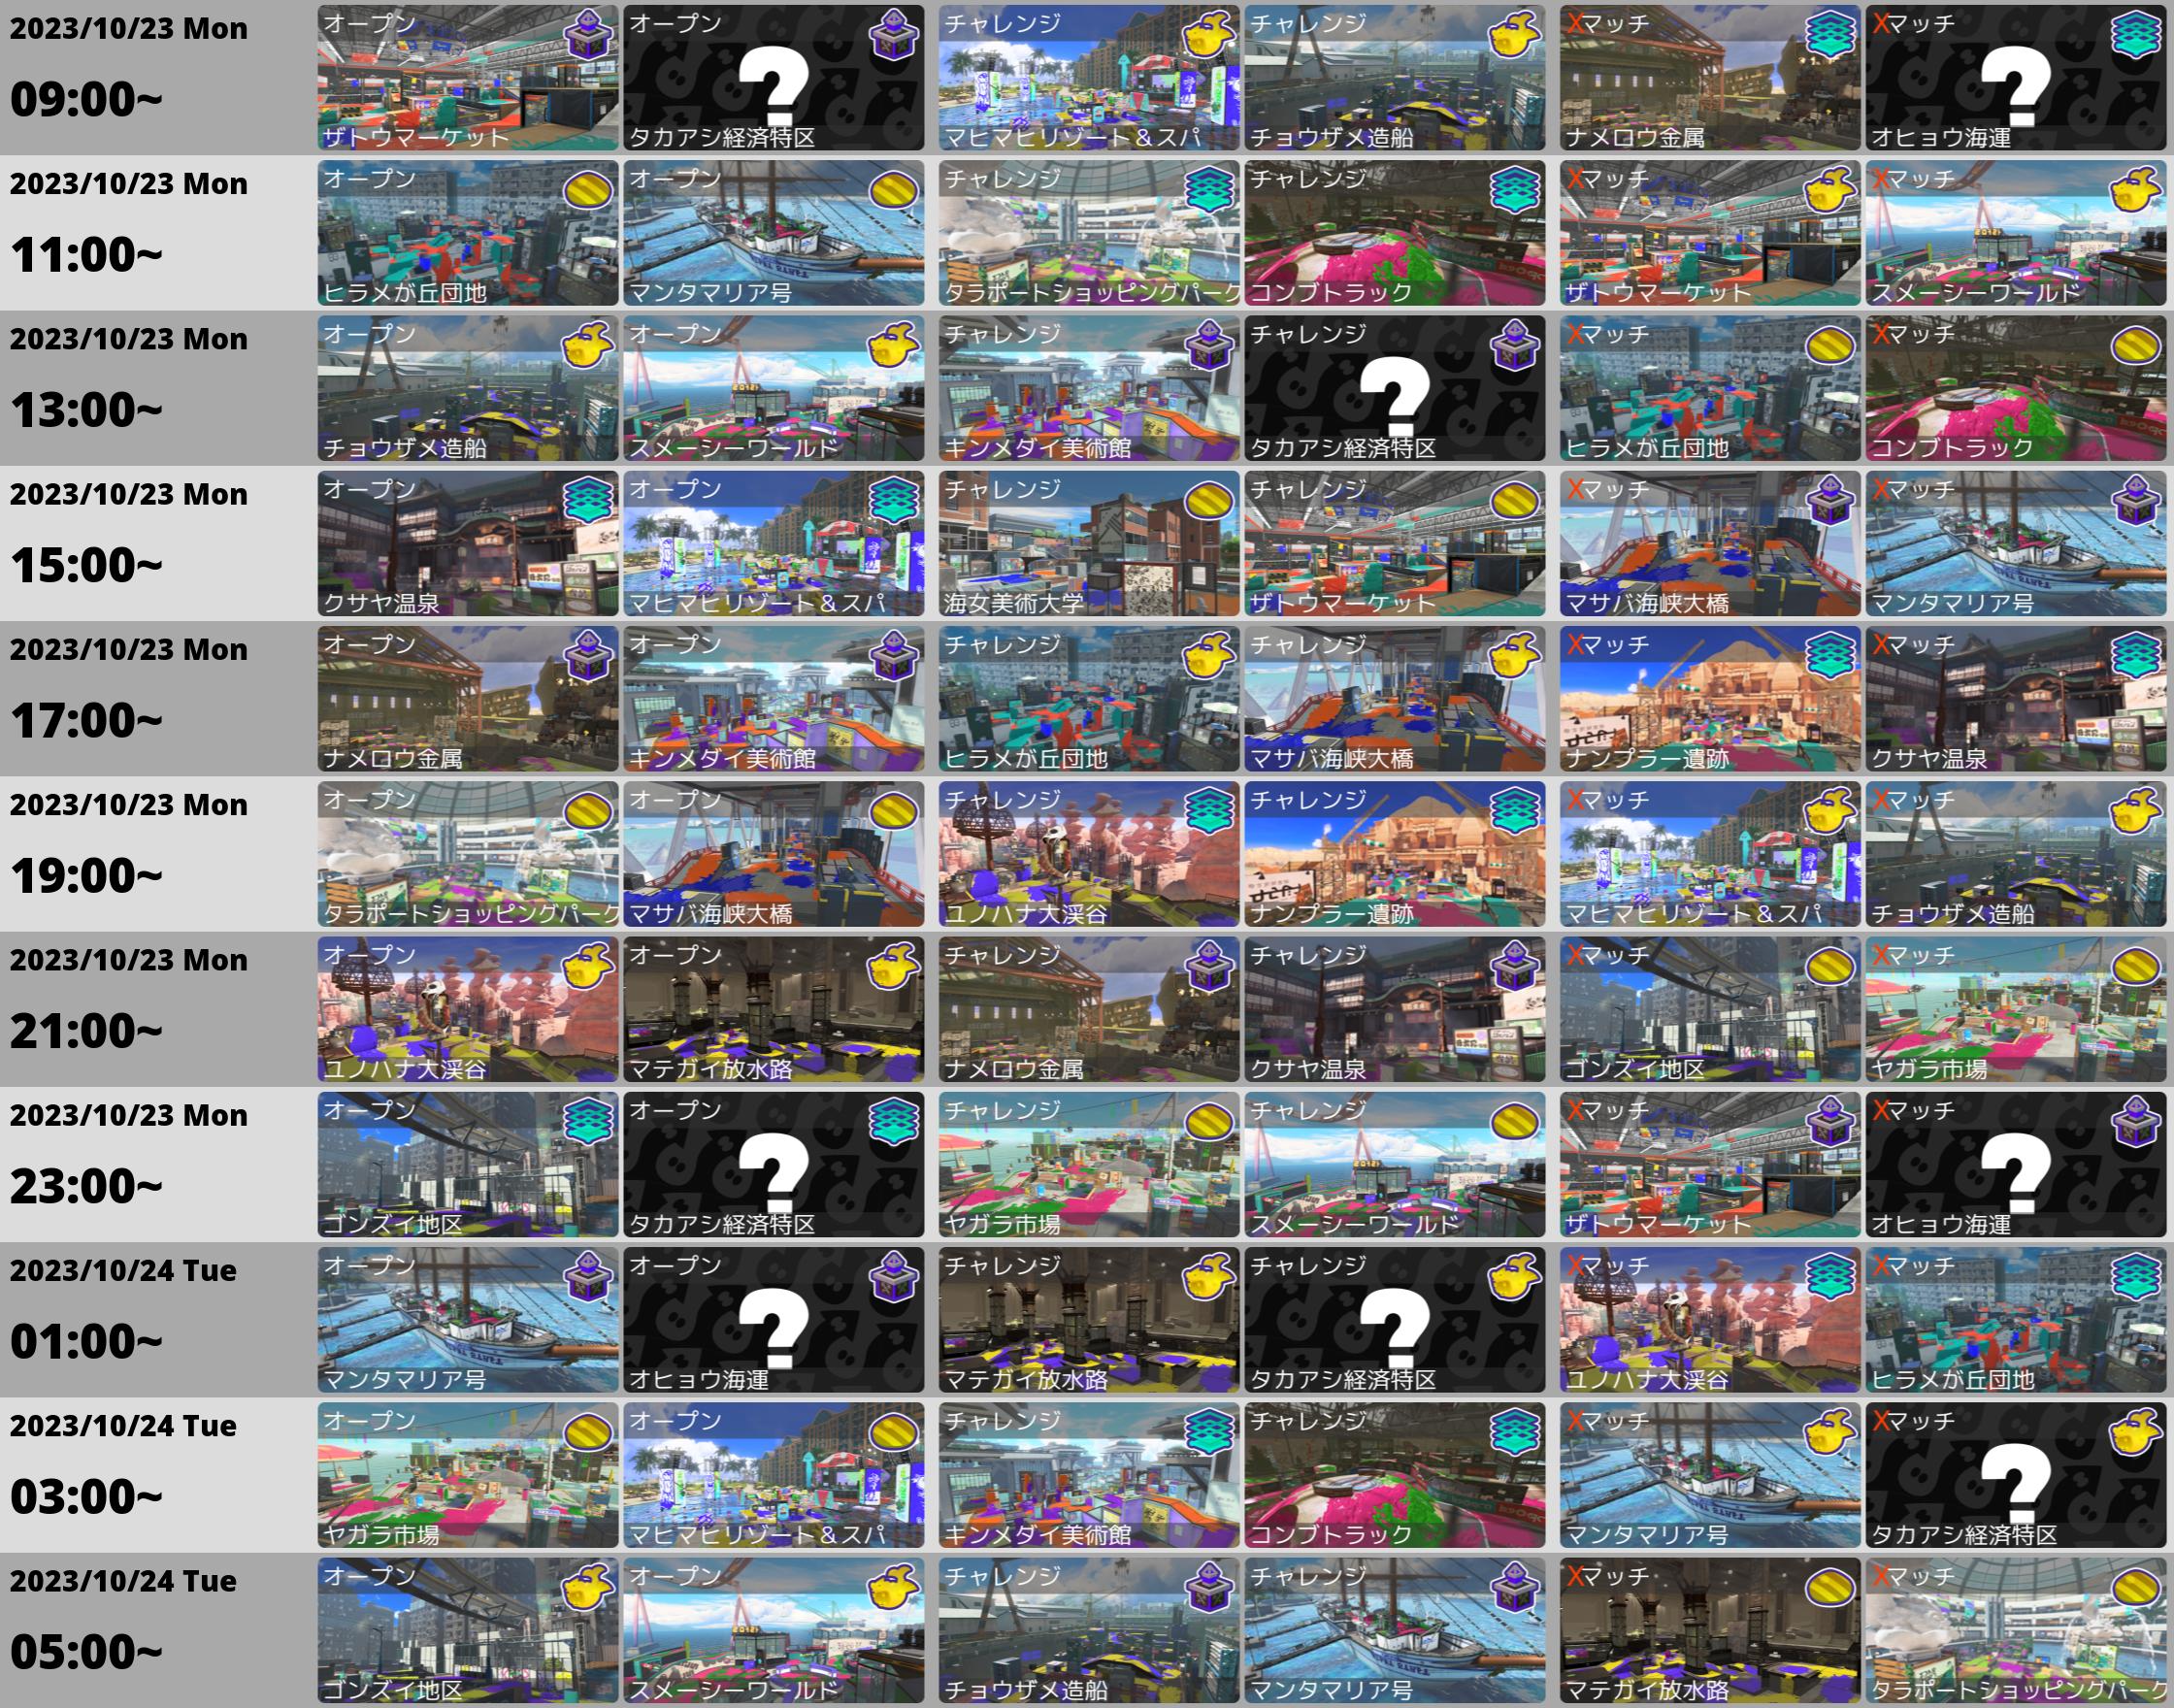 2023/10/23 Mon
09:00~
オープン オープン チャレンジ チャレンジ Xマッチ Xマッチ
ザトウマーケット タカアシ経済特区 マヒマヒリゾート＆スパ チョウザメ造船 ナメロウ金属 オヒョウ海運
2023/10/23 Mon
11:00~
オープン オープン チャレンジ チャレンジ Xマッチ Xマッチ
ヒラメが丘団地 マンタマリア号 タラポートショッピングパーク コンブトラック ザトウマーケット スメーシーワールド
2023/10/23 Mon
13:00~
オープン オープン チャレンジ チャレンジ Xマッチ Xマッチ
チョウザメ造船 スメーシーワールド キンメダイ美術館 タカアシ経済特区 ヒラメが丘団地 コンブトラック
2023/10/23 Mon
15:00~
オープン オープン チャレンジ チャレンジ Xマッチ Xマッチ
クサヤ温泉 マヒマヒリゾート＆スパ 海女美術大学 ザトウマーケット マサバ海峡大橋 マンタマリア号
2023/10/23 Mon
17:00~
オープン オープン チャレンジ チャレンジ Xマッチ Xマッチ
ナメロウ金属 キンメダイ美術館 ヒラメが丘団地 マサバ海峡大橋 ナンプラー遺跡 クサヤ温泉
2023/10/23 Mon
19:00~
オープン オープン チャレンジ チャレンジ Xマッチ Xマッチ
タラポートショッピングパーク マサバ海峡大橋 ユノハナ大渓谷 ナンプラー遺跡 マヒマヒリゾート＆スパ チョウザメ造船
2023/10/23 Mon
21:00~
オープン オープン チャレンジ チャレンジ Xマッチ Xマッチ
ユノハナ大渓谷 マテガイ放水路 ナメロウ金属 クサヤ温泉 ゴンズイ地区 ヤガラ市場
2023/10/23 Mon
23:00~
オープン オープン チャレンジ チャレンジ Xマッチ Xマッチ
ゴンズイ地区 タカアシ経済特区 ヤガラ市場 スメーシーワールド ザトウマーケット オヒョウ海運
2023/10/24 Tue
01:00~
オープン オープン チャレンジ チャレンジ Xマッチ Xマッチ
マンタマリア号 オヒョウ海運 マテガイ放水路 タカアシ経済特区 ユノハナ大渓谷 ヒラメが丘団地
2023/10/24 Tue
03:00~
オープン オープン チャレンジ チャレンジ Xマッチ Xマッチ
ヤガラ市場 マヒマヒリゾート＆スパ キンメダイ美術館 コンブトラック マンタマリア号 タカアシ経済特区
2023/10/24 Tue
05:00~
オープン オープン チャレンジ チャレンジ Xマッチ Xマッチ
ゴンズイ地区 スメーシーワールド チョウザメ造船 マンタマリア号 マテガイ放水路 タラポートショッピングパーク